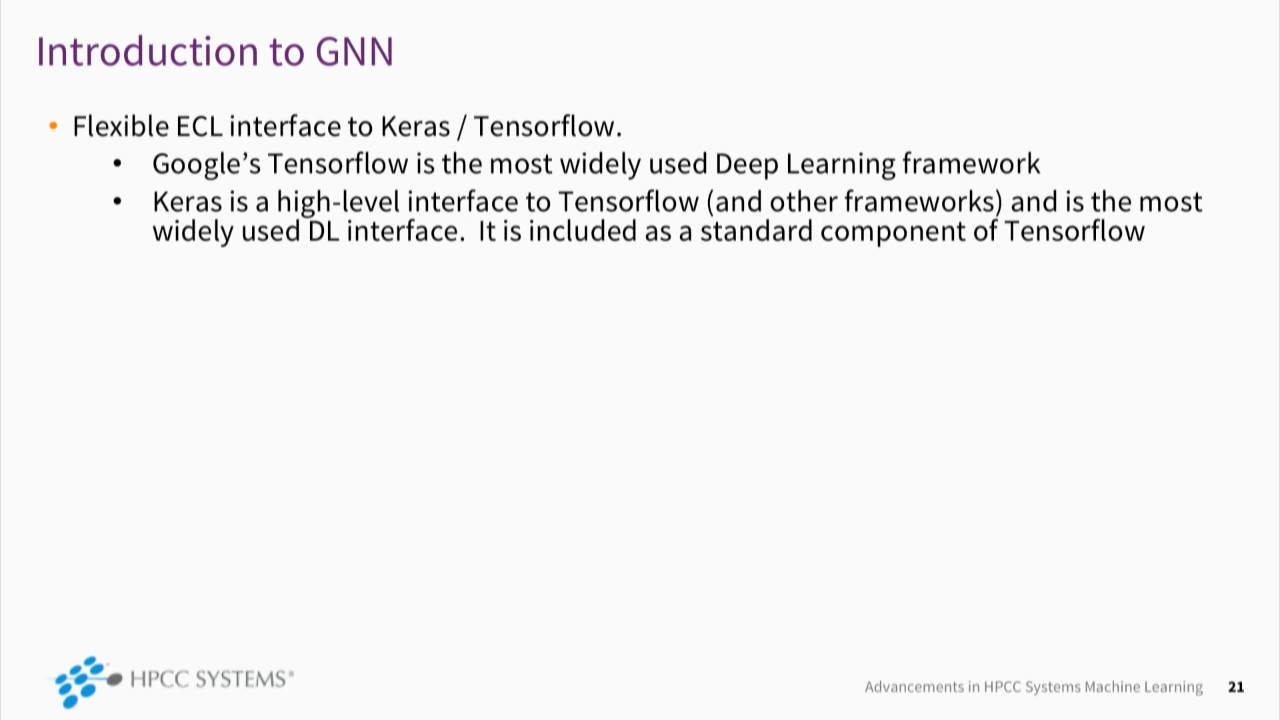 Introduction to GNN
• Flexible ECL interface to Keras / Tensorflow.
• Google’s Tensorflow is the most widely used Deep Learning framework
• Keras is a high-level interface to Tensorflow (and other frameworks) and is the most
widely used DL interface.  It is included as a standard component of Tensorflow
HPCC SYSTEMS®
Advancements in HPCC Systems Machine Learning 21